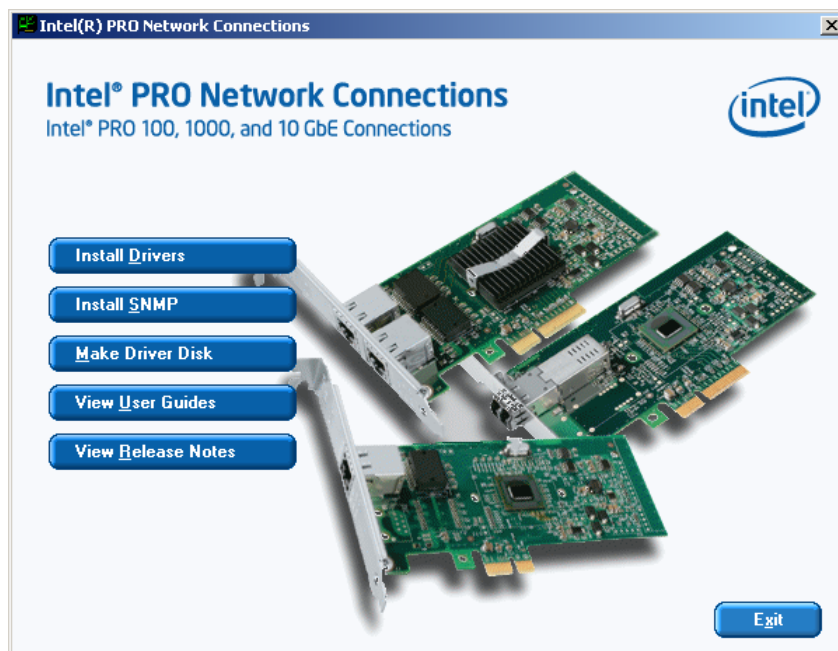 Intel(R) PRO Network Connections
Intel® PRO Network Connections
Intel® PRO 100, 1000, and 10 GbE Connections
intel
Install Drivers
Install SNMP
Make Driver Disk
View User Guides
View Release Notes
Exit